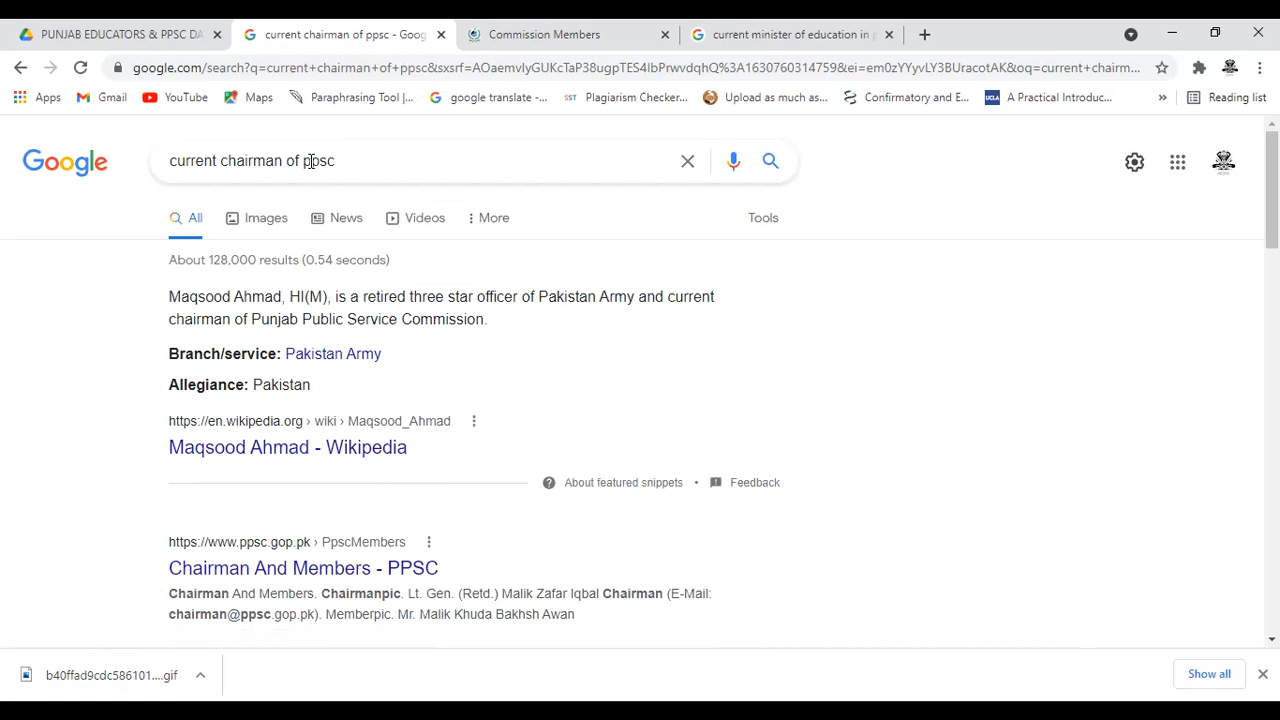 PUNJAB EDUCATORS & PPSC DA
current chairman of ppsc - Goog
Commission Members
current minister of education in p
google.com/search?q=current+chairman+of+ppsc&sxsrf=AOaemvIyGUKcTaP38ugpTES4IbPrwvdqhQ%3A1630760314759&ei=em0zYYyvLY3BUracotAK&oq=current+chairm...
Apps
Gmail
YouTube
Maps
Paraphrasing Tool |...
google translate -...
SST
Plagiarism Checker...
Upload as much as...
Confirmatory and E...
UCLA
A Practical Introduc...
»
Reading list
Google
current chairman of ppsc
All
Images
News
Videos
More
Tools
About 128,000 results (0.54 seconds)
Maqsood Ahmad, HI(M), is a retired three star officer of Pakistan Army and current
chairman of Punjab Public Service Commission.
Branch/service: Pakistan Army
Allegiance: Pakistan
https://en.wikipedia.org › wiki › Maqsood_Ahmad
Maqsood Ahmad - Wikipedia
About featured snippets • Feedback
https://www.ppsc.gop.pk › PpscMembers
Chairman And Members - PPSC
Chairman And Members. Chairmanpic. Lt. Gen. (Retd.) Malik Zafar Iqbal Chairman (E-Mail:
chairman@ppsc.gop.pk). Memberpic. Mr. Malik Khuda Bakhsh Awan
b40ffad9cdc586101....gif
Show all